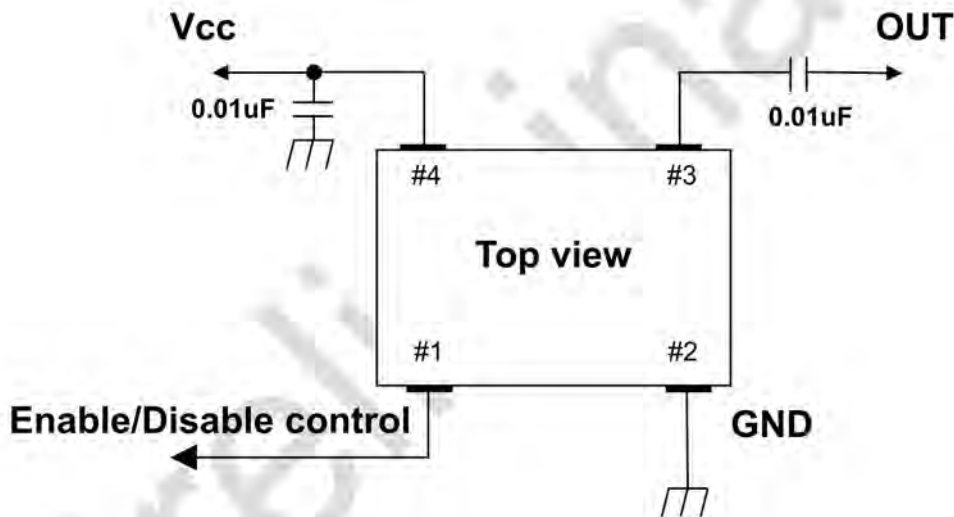 Vcc
OUT
0.01uF
0.01uF
#4
#3
Top view
#1
#2
Enable/Disable control
GND